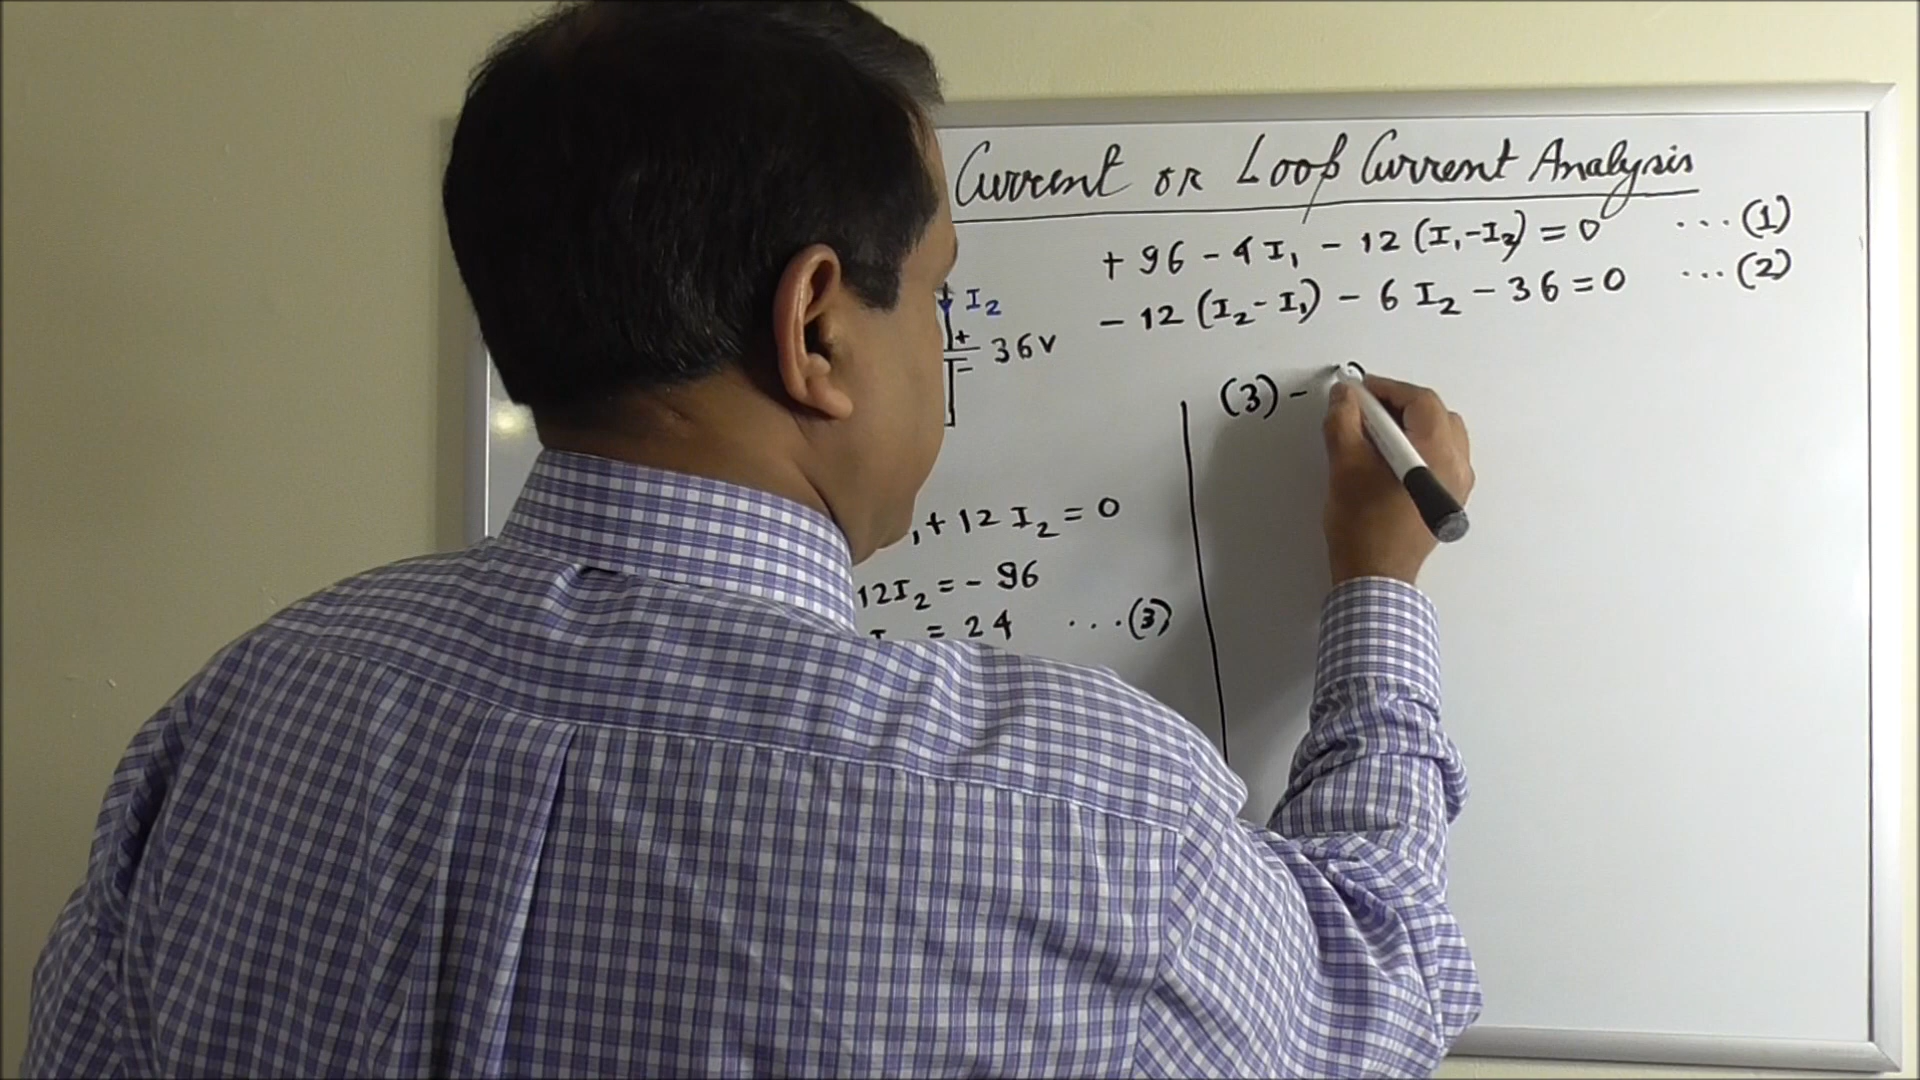 Current or Loop Current Analysis
+ 96 - 4 I₁ - 12 (I₁-I₂) = 0 ... (1)
- 12 (I₂ - I₁) - 6 I₂ - 36 = 0 ... (2)
I₂
+
- 36 V
(3) -
+ 12 I₂ = 0
12I₂ = - 96
= 24 ... (3)